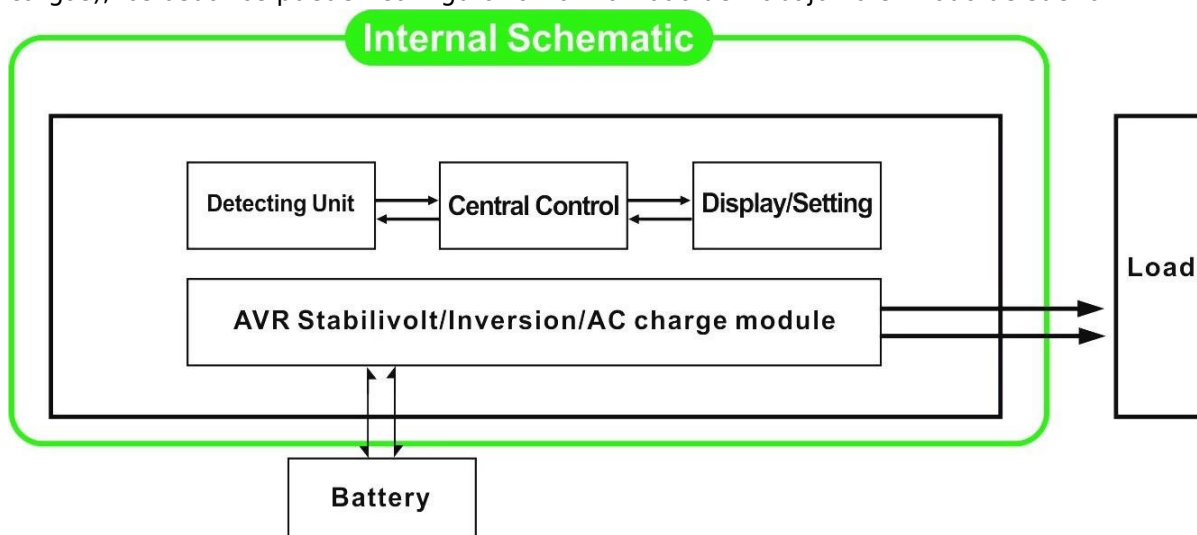 Internal Schematic
Detecting Unit
Central Control
Display/Setting
Load
AVR Stabilivolt/Inversion/AC charge module
Battery